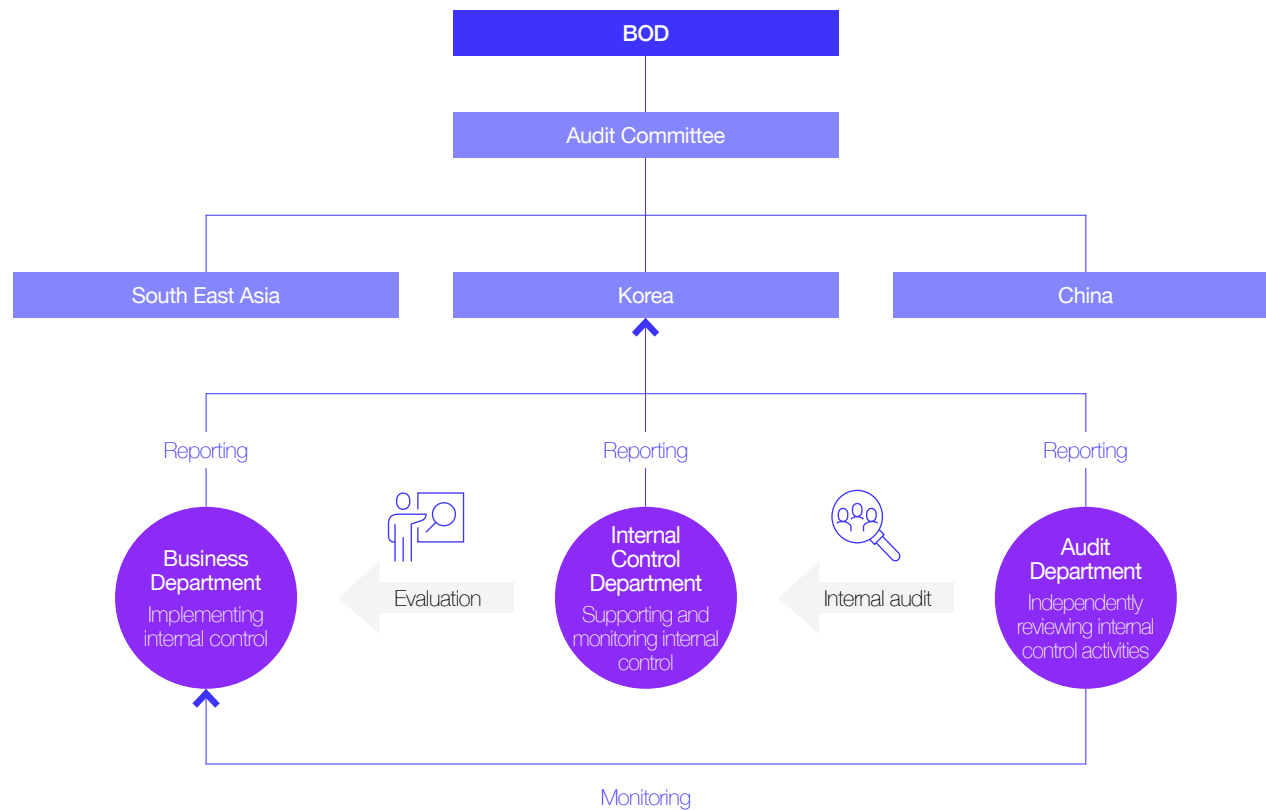 BOD
Audit Committee
South East Asia
Korea
China
Reporting
Reporting
Reporting
Business
Department
Implementing
internal control
Evaluation
Internal
Control
Department
Supporting and
monitoring internal
control
Internal audit
Audit
Department
Independently
reviewing internal
control activities
Monitoring